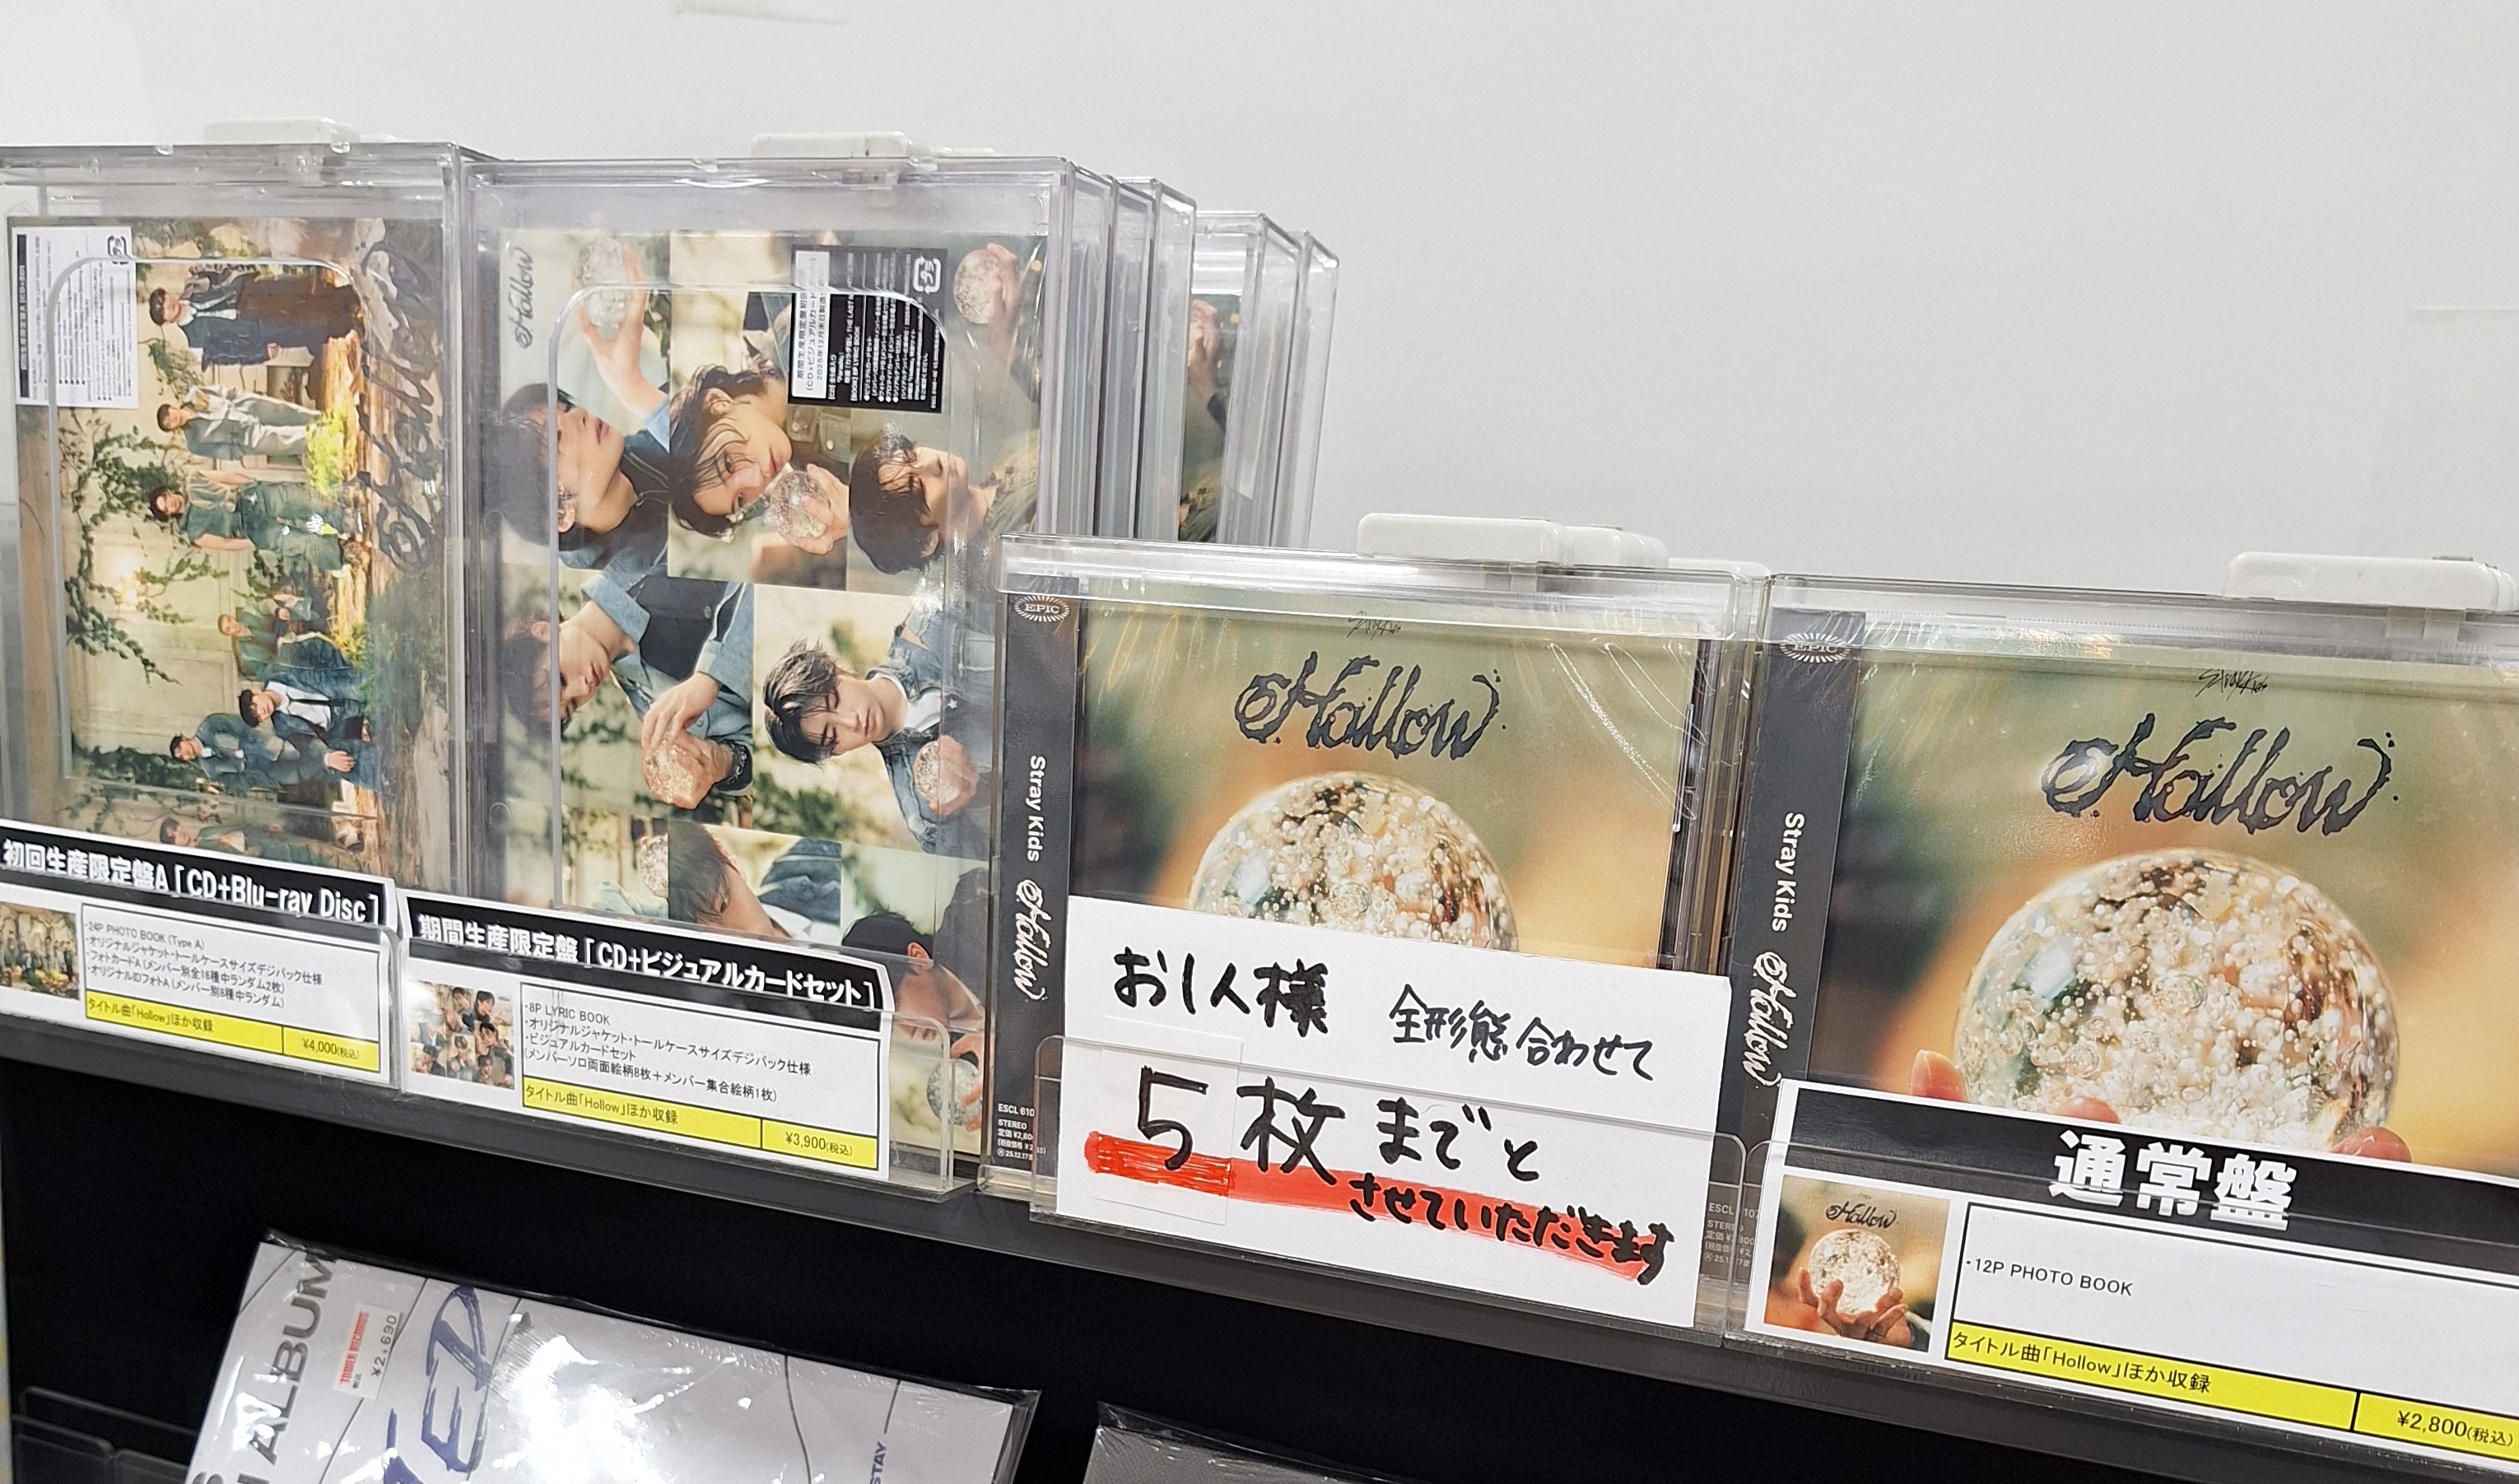 Hallow
初回生産限定盤A「CD+Blu-ray Disc」
・24P PHOTO BOOK (Type A)
・オリジナルジャケット・トールケースサイズデジパック仕様
・フォトカードA (メンバー別全16種中ランダム2枚)
・オリジナルIDフォトA (メンバー別8種中ランダム)
タイトル曲「Hollow」ほか収録
¥4,000(税込)
Hollow
期間生産限定盤「CD+ビジュアルカードセット」
・8P LYRIC BOOK
・オリジナルジャケット・トールケースサイズデジパック仕様
・ビジュアルカードセット
(メンバーソロ両面絵柄8枚+メンバー集合絵柄1枚)
タイトル曲「Hollow」ほか収録
¥3,900(税込)
EPIC
Stray Kids
Hollow
Stray Kids Hollow
ESCL 610
STEREO
お1人様 全形態合わせて
5枚までと
させていただきます
EPIC
Stray Kids
Hollow
Stray Kids Hollow
通常盤
Hollow
・12P PHOTO BOOK
タイトル曲「Hollow」ほか収録
¥2,800(税込)
ALBUM
TOWER RECORDS
税込 ¥2,690
STAY